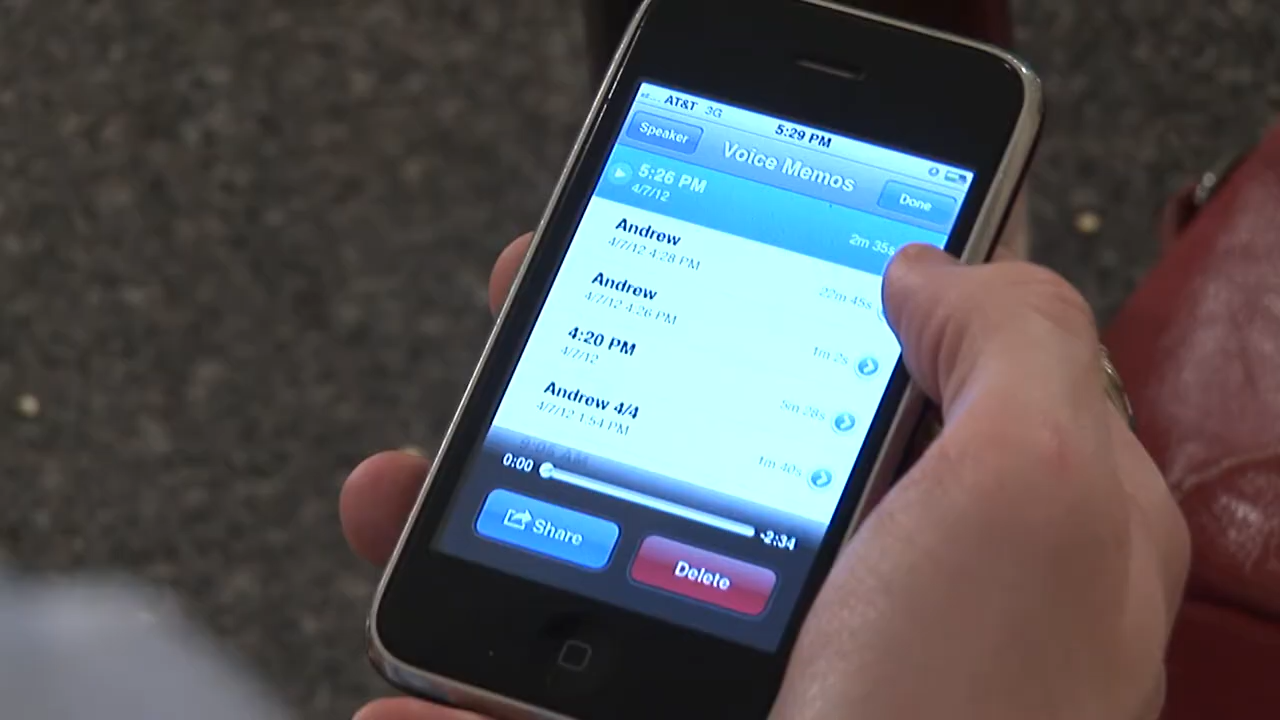 AT&T 3G
5:29 PM
Speaker
Voice Memos
Done
5:26 PM
4/7/12
2m 35s
Andrew
4/7/12 4:28 PM
22m 45s
Andrew
4/7/12 4:26 PM
1m 2s
4:20 PM
4/7/12
5m 28s
Andrew 4/4
4/7/12 1:54 PM
1m 40s
9:05 AM
0:00
-2:34
Share
Delete